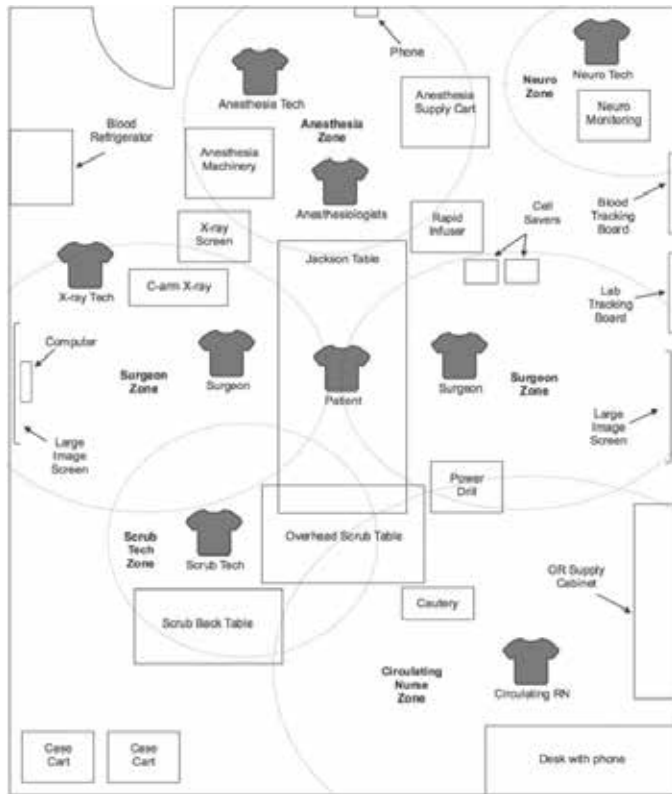 Phone
Neuro Tech
Neuro
Zone
Anesthesia Tech
Anesthesia
Supply Cart
Neuro
Monitoring
Blood
Refrigerator
Anesthesia
Zone
Anesthesia
Machinery
Anesthesiologists
Rapid
Infuser
Cell
Savers
Blood
Tracking
Board
X-ray
Screen
Jackson Table
X-ray Tech
C-arm X-ray
Lab
Tracking
Board
Computer
Surgeon
Zone
Surgeon
Patient
Surgeon
Surgeon
Zone
Large
Image
Screen
Large
Image
Screen
Power
Drill
Scrub
Tech
Zone
Scrub Tech
Overhead Scrub Table
OR Supply
Cabinet
Scrub Back Table
Cautery
Circulating
Nurse
Zone
Circulating RN
Case
Cart
Case
Cart
Desk with phone